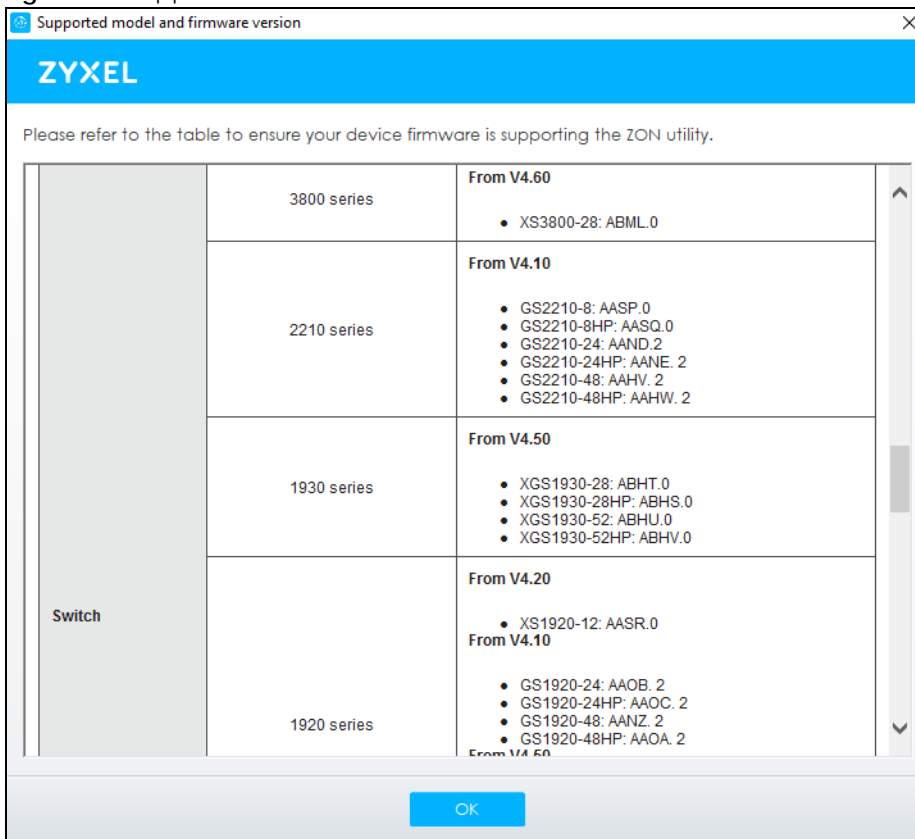 Supported model and firmware version
ZYXEL
Please refer to the table to ensure your device firmware is supporting the ZON utility.
Switch
3800 series
From V4.60
• XS3800-28: ABML.0
2210 series
From V4.10
• GS2210-8: AASP.0
• GS2210-8HP: AASQ.0
• GS2210-24: AAND.2
• GS2210-24HP: AANE. 2
• GS2210-48: AAHV. 2
• GS2210-48HP: AAHW. 2
1930 series
From V4.50
• XGS1930-28: ABHT.0
• XGS1930-28HP: ABHS.0
• XGS1930-52: ABHU.0
• XGS1930-52HP: ABHV.0
1920 series
From V4.20
• XS1920-12: AASR.0
From V4.10
• GS1920-24: AAOB. 2
• GS1920-24HP: AAOC. 2
• GS1920-48: AANZ. 2
• GS1920-48HP: AAOA. 2
OK